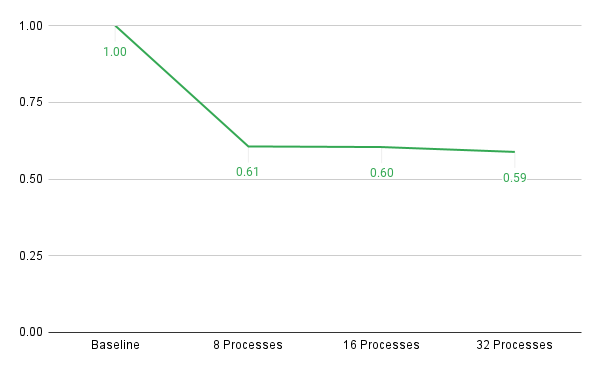 1.00
1.00
0.75
0.61
0.60
0.59
0.50
0.25
0.00
Baseline
8 Processes
16 Processes
32 Processes